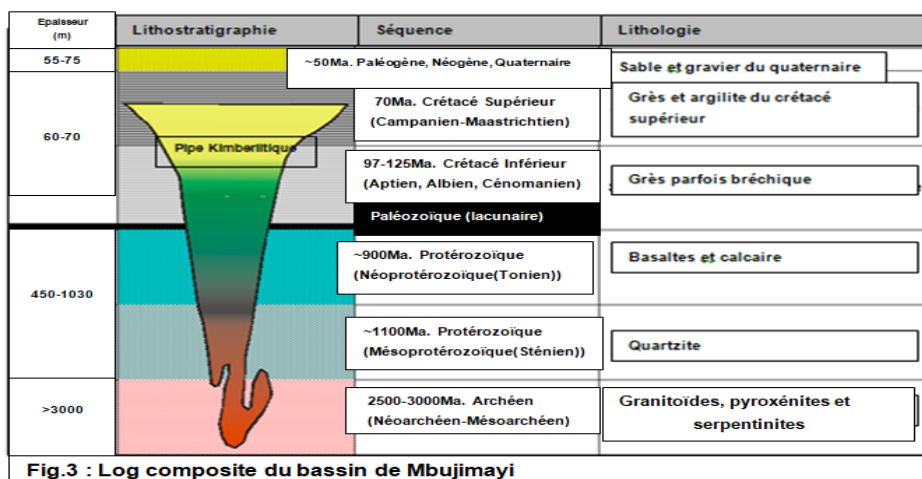 Epaisseur
(m)
Lithostratigraphie
Séquence
Lithologie
55-75
~50Ma. Paléogène, Néogène, Quaternaire
Sable et gravier du quaternaire
60-70
Pipe Kimberlitique
70Ma. Crétacé Supérieur
(Campanien-Maastrichtien)
Grès et argilite du crétacé
supérieur
97-125Ma. Crétacé Inférieur
(Aptien, Albien, Cénomanien)
Grès parfois bréchique
Paléozoïque (lacunaire)
450-1030
~900Ma. Protérozoïque
(Néoprotérozoïque(Tonien))
Basaltes et calcaire
~1100Ma. Protérozoïque
(Mésoprotérozoïque(Sténien))
Quartzite
>3000
2500-3000Ma. Archéen
(Néoarchéen-Mésoarchéen)
Granitoïdes, pyroxénites et
serpentinites
Fig.3 : Log composite du bassin de Mbujimayi